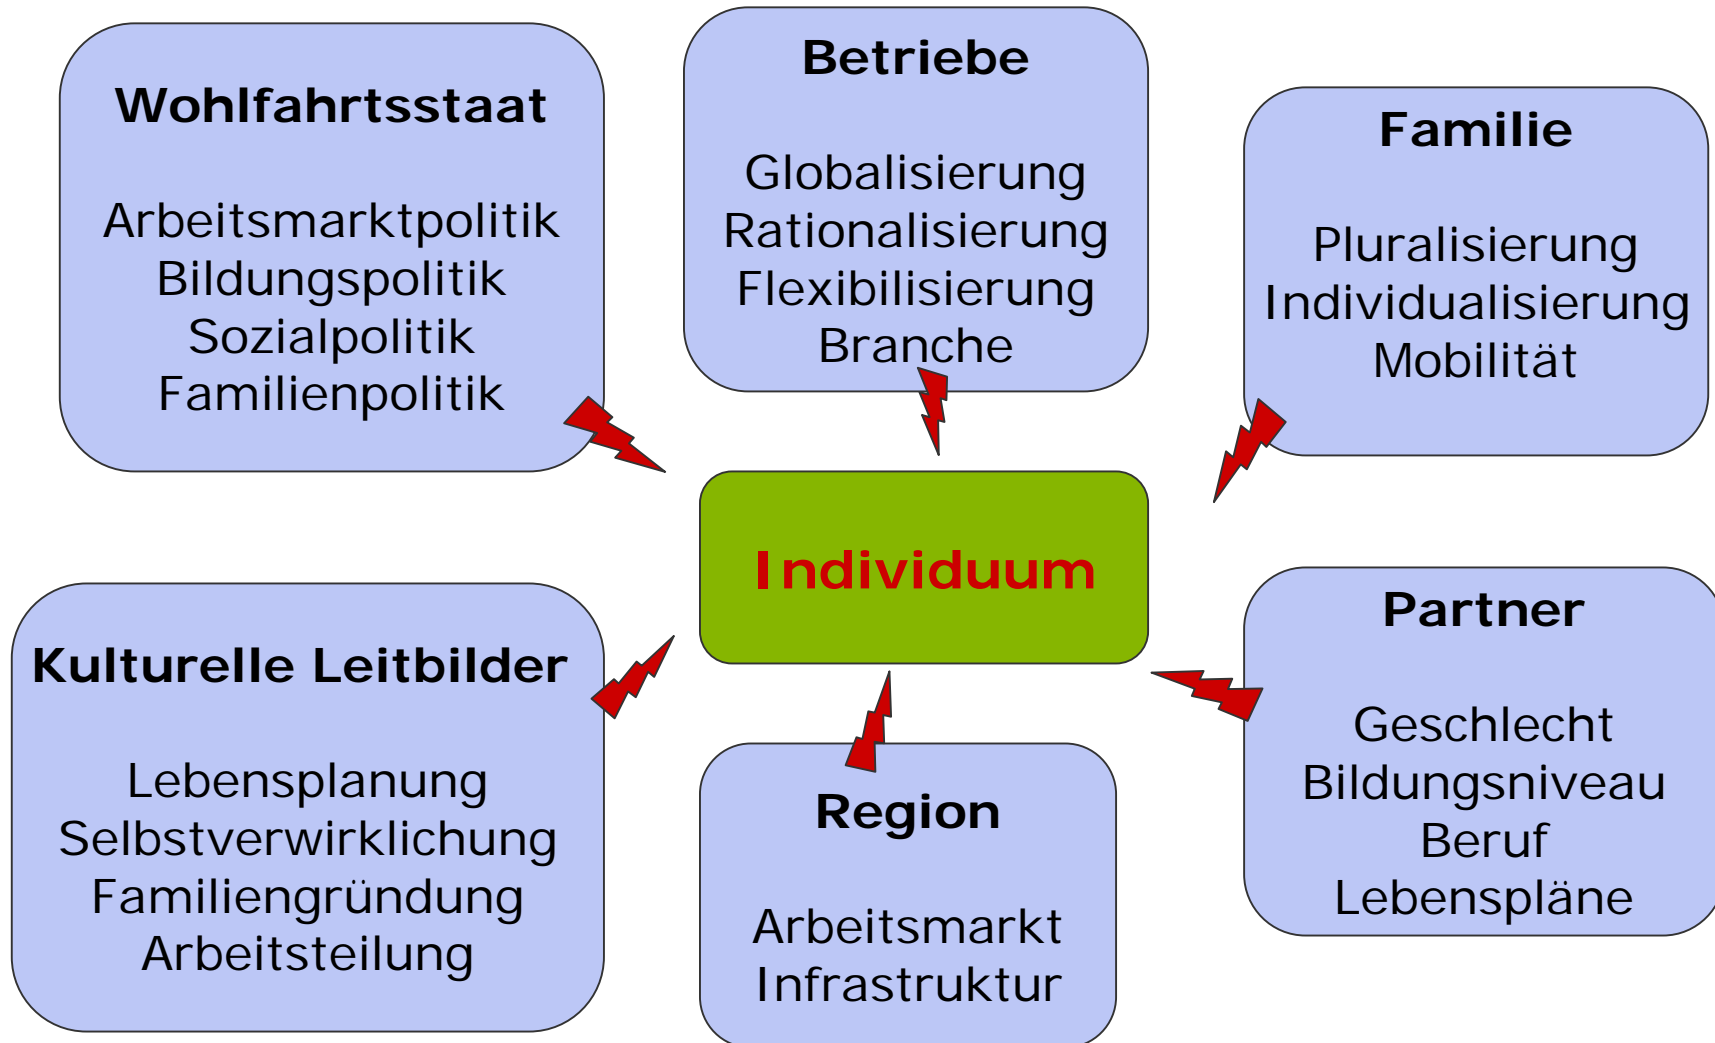 Wohlfahrtsstaat
Arbeitsmarktpolitik
Bildungspolitik
Sozialpolitik
Familienpolitik
Betriebe
Globalisierung
Rationalisierung
Flexibilisierung
Branche
Familie
Pluralisierung
Individualisierung
Mobilität
Individuum
Kulturelle Leitbilder
Lebensplanung
Selbstverwirklichung
Familiengründung
Arbeitsteilung
Region
Arbeitsmarkt
Infrastruktur
Partner
Geschlecht
Bildungsniveau
Beruf
Lebenspläne